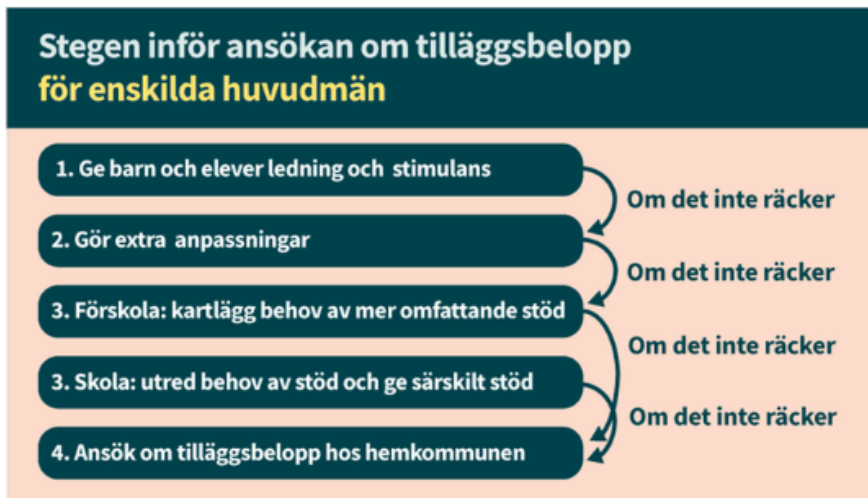 Stegen inför ansökan om tilläggsbelopp
för enskilda huvudmän
1. Ge barn och elever ledning och stimulans
Om det inte räcker
2. Gör extra anpassningar
Om det inte räcker
3. Förskola: kartlägg behov av mer omfattande stöd
Om det inte räcker
3. Skola: utred behov av stöd och ge särskilt stöd
Om det inte räcker
4. Ansök om tilläggsbelopp hos hemkommunen